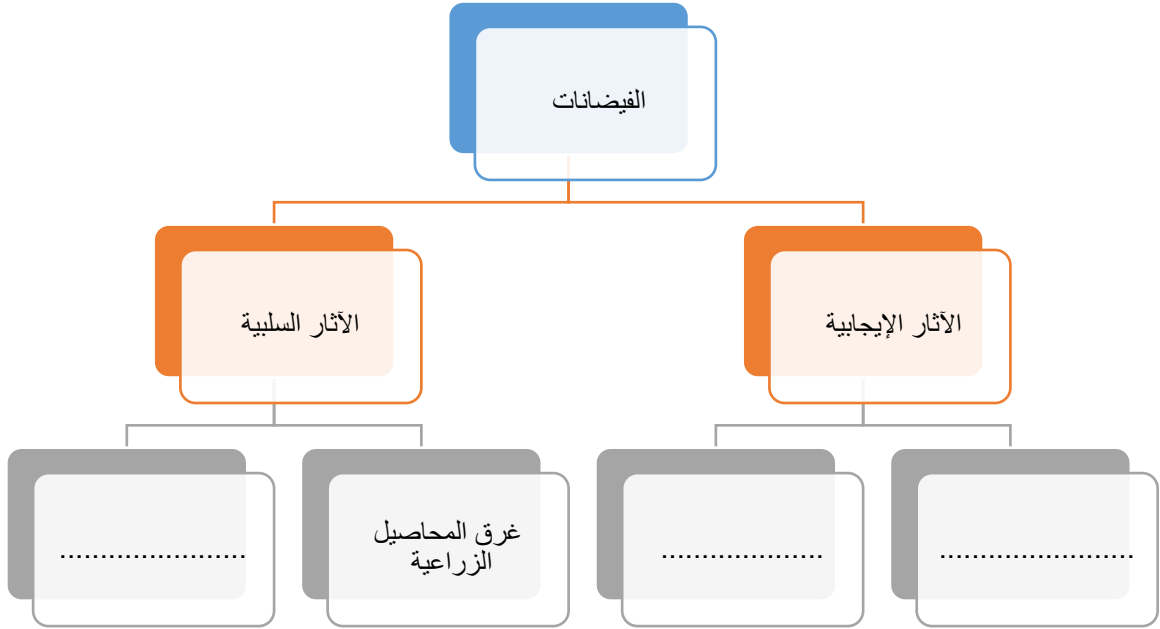 الفيضانات
الآثار الإيجابية
الآثار السلبية
.......................
....................
غرق المحاصيل
الزراعية
.......................